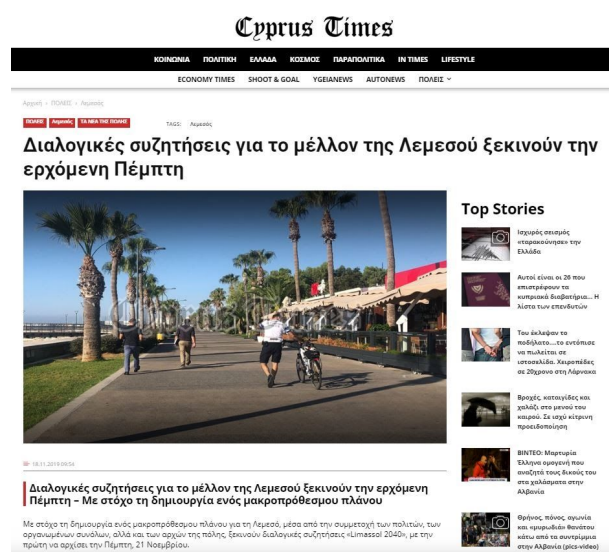 Cyprus Times
ΚΟΙΝΩΝΙΑ ΠΟΛΙΤΙΚΗ ΕΛΛΑΔΑ ΚΟΣΜΟΣ ΠΑΡΑΠΟΛΙΤΙΚΑ IN TIMES LIFESTYLE
ECONOMY TIMES SHOOT & GOAL YGEIANEWS AUTONEWS ΠΟΛΕΙΣ
Αρχική › ΠΟΛΕΙΣ › Λεμεσός
ΠΟΛΕΙΣ Λεμεσός ΤΑ ΝΕΑ ΤΗΣ ΠΟΛΗΣ TAGS: Λεμεσός
Διαλογικές συζητήσεις για το μέλλον της Λεμεσού ξεκινούν την
ερχόμενη Πέμπτη
Cyprus Times
18.11.2019 09:56
Διαλογικές συζητήσεις για το μέλλον της Λεμεσού ξεκινούν την ερχόμενη
Πέμπτη – Με στόχο τη δημιουργία ενός μακροπρόθεσμου πλάνου
Με στόχο τη δημιουργία ενός μακροπρόθεσμου πλάνου για τη Λεμεσό, μέσα από την συμμετοχή των πολιτών, των
οργανωμένων συνόλων, αλλά και των αρχών της πόλης, ξεκινούν διαλογικές συζητήσεις «Limassol 2040», με την
πρώτη να αρχίσει την Πέμπτη, 21 Νοεμβρίου.
Top Stories
Ισχυρός σεισμός
«ταρακούνησε» την
Ελλάδα
Αυτοί είναι οι 26 που
επιστρέφουν τα
κυπριακά διαβατήρια... Η
λίστα των επενδυτών
Του έκλεψαν το
ποδήλατο....το εντόπισε
να πωλείται σε
ιστοσελίδα. Χειροπέδες
σε 20χρονο στη Λάρνακα
Βροχές, καταιγίδες και
χαλάζι στο μενού του
καιρού. Σε ισχύ κίτρινη
προειδοποίηση
ΒΙΝΤΕΟ: Μαρτυρία
Έλληνα ομογενή που
αναζητά τους δικούς του
στα χαλάσματα στην
Αλβανία
Θρήνος, πόνος, αγωνία
και «μυρωδιά» θανάτου
κάτω από τα συντρίμμια
στην Αλβανία (pics-video)